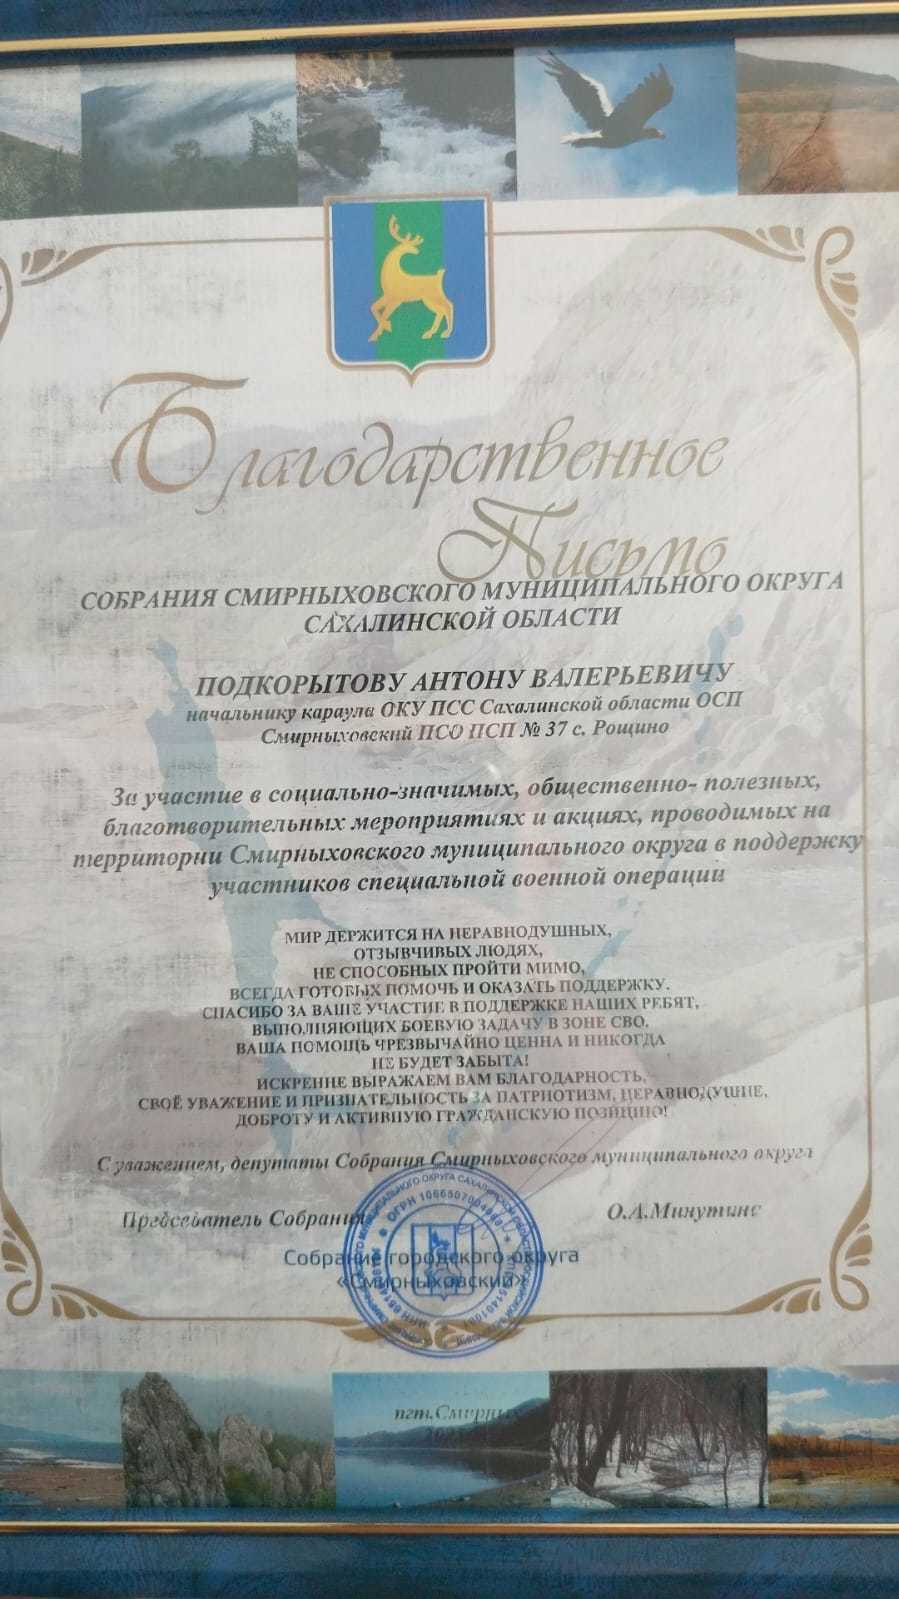 Благодарственное
Письмо
СОБРАНИЯ СМИРНЫХОВСКОГО МУНИЦИПАЛЬНОГО ОКРУГА
САХАЛИНСКОЙ ОБЛАСТИ
ПОДКОРЫТОВУ АНТОНУ ВАЛЕРЬЕВИЧУ
начальнику караула ОКУ ПСС Сахалинской области ОСП
Смирныховский ПСО ПСП № 37 с. Рощино
За участие в социально-значимых, общественно- полезных,
благотворительных мероприятиях и акциях, проводимых на
территории Смирныховского муниципального округа в поддержку
участников специальной военной операции
МИР ДЕРЖИТСЯ НА НЕРАВНОДУШНЫХ,
ОТЗЫВЧИВЫХ ЛЮДЯХ,
НЕ СПОСОБНЫХ ПРОЙТИ МИМО,
ВСЕГДА ГОТОВЫХ ПОМОЧЬ И ОКАЗАТЬ ПОДДЕРЖКУ.
СПАСИБО ЗА ВАШЕ УЧАСТИЕ В ПОДДЕРЖКЕ НАШИХ РЕБЯТ,
ВЫПОЛНЯЮЩИХ БОЕВУЮ ЗАДАЧУ В ЗОНЕ СВО.
ВАША ПОМОЩЬ ЧРЕЗВЫЧАЙНО ЦЕННА И НИКОГДА
НЕ БУДЕТ ЗАБЫТА!
ИСКРЕННЕ ВЫРАЖАЕМ ВАМ БЛАГОДАРНОСТЬ,
СВОЁ УВАЖЕНИЕ И ПРИЗНАТЕЛЬНОСТЬ ЗА ПАТРИОТИЗМ, НЕРАВНОДУШИЕ,
ДОБРОТУ И АКТИВНУЮ ГРАЖДАНСКУЮ ПОЗИЦИЮ!
С уважением, депутаты Собрания Смирныховского муниципального округа
Председатель Собрания О.А.Минутине
Собрание городского округа
«Смирныховский»
пгт.Смирных